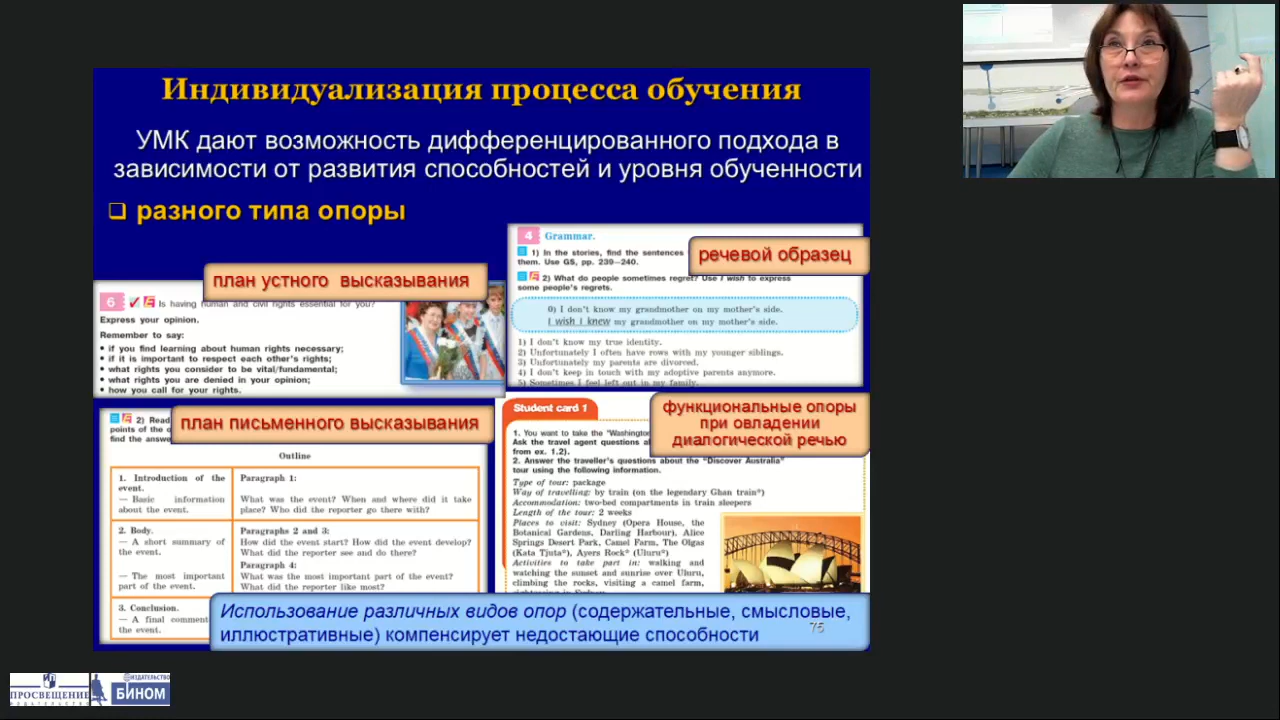 Индивидуализация процесса обучения
УМК дают возможность дифференцированного подхода в
зависимости от развития способностей и уровня обученности
разного типа опоры
план устного высказывания
6 Is having human and civil rights essential for you?
Express your opinion.
Remember to say:
• if you find learning about human rights necessary;
• if it is important to respect each other's rights;
• what rights you consider to be vital/fundamental;
• what rights you are denied in your opinion;
• how you call for your rights.
речевой образец
4 Grammar.
1) In the stories, find the sentences
them. Use GS, pp. 239–240.
2) What do people sometimes regret? Use I wish to express
some people's regrets.
0) I don't know my grandmother on my mother's side.
I wish I knew my grandmother on my mother's side.
1) I don't know my true identity.
2) Unfortunately I often have rows with my younger siblings.
3) Unfortunately my parents are divorced.
4) I don't keep in touch with my adoptive parents anymore.
5) Sometimes I feel left out in my family.
план письменного высказывания
2) Read
points of the
find the answe
Outline
1. Introduction of the
event.
— Basic information
about the event.
Paragraph 1:
What was the event? When and where did it take
place? Who did the reporter go there with?
2. Body.
— A short summary of
the event.
— The most important
part of the event.
Paragraphs 2 and 3:
How did the event start? How did the event develop?
What did the reporter see and do there?
Paragraph 4:
What was the most important part of the event?
What did the reporter like most?
3. Conclusion.
— A final comment
the event.
функциональные опоры
при овладении
диалогической речью
Student card 1
1. You want to take the "Washington
Ask the travel agent questions
from ex. 1.2).
2. Answer the traveller's questions about the "Discover Australia"
tour using the following information.
Type of tour: package
Way of travelling: by train (on the legendary Ghan train*)
Accommodation: two-bed compartments in train sleepers
Length of the tour: 2 weeks
Places to visit: Sydney (Opera House, the
Botanical Gardens, Darling Harbour), Alice
Springs Desert Park, Camel Farm, The Olgas
(Kata Tjuta*), Ayers Rock* (Uluru*)
Activities to take part in: walking and
watching the sunset and sunrise over Uluru,
climbing the rocks, visiting a camel farm,
sightseeing in Sydney
Использование различных видов опор (содержательные, смысловые,
иллюстративные) компенсирует недостающие способности
75
ПРОСВЕЩЕНИЕ
ИЗДАТЕЛЬСТВО
ИЗДАТЕЛЬСТВО
БИНОМ